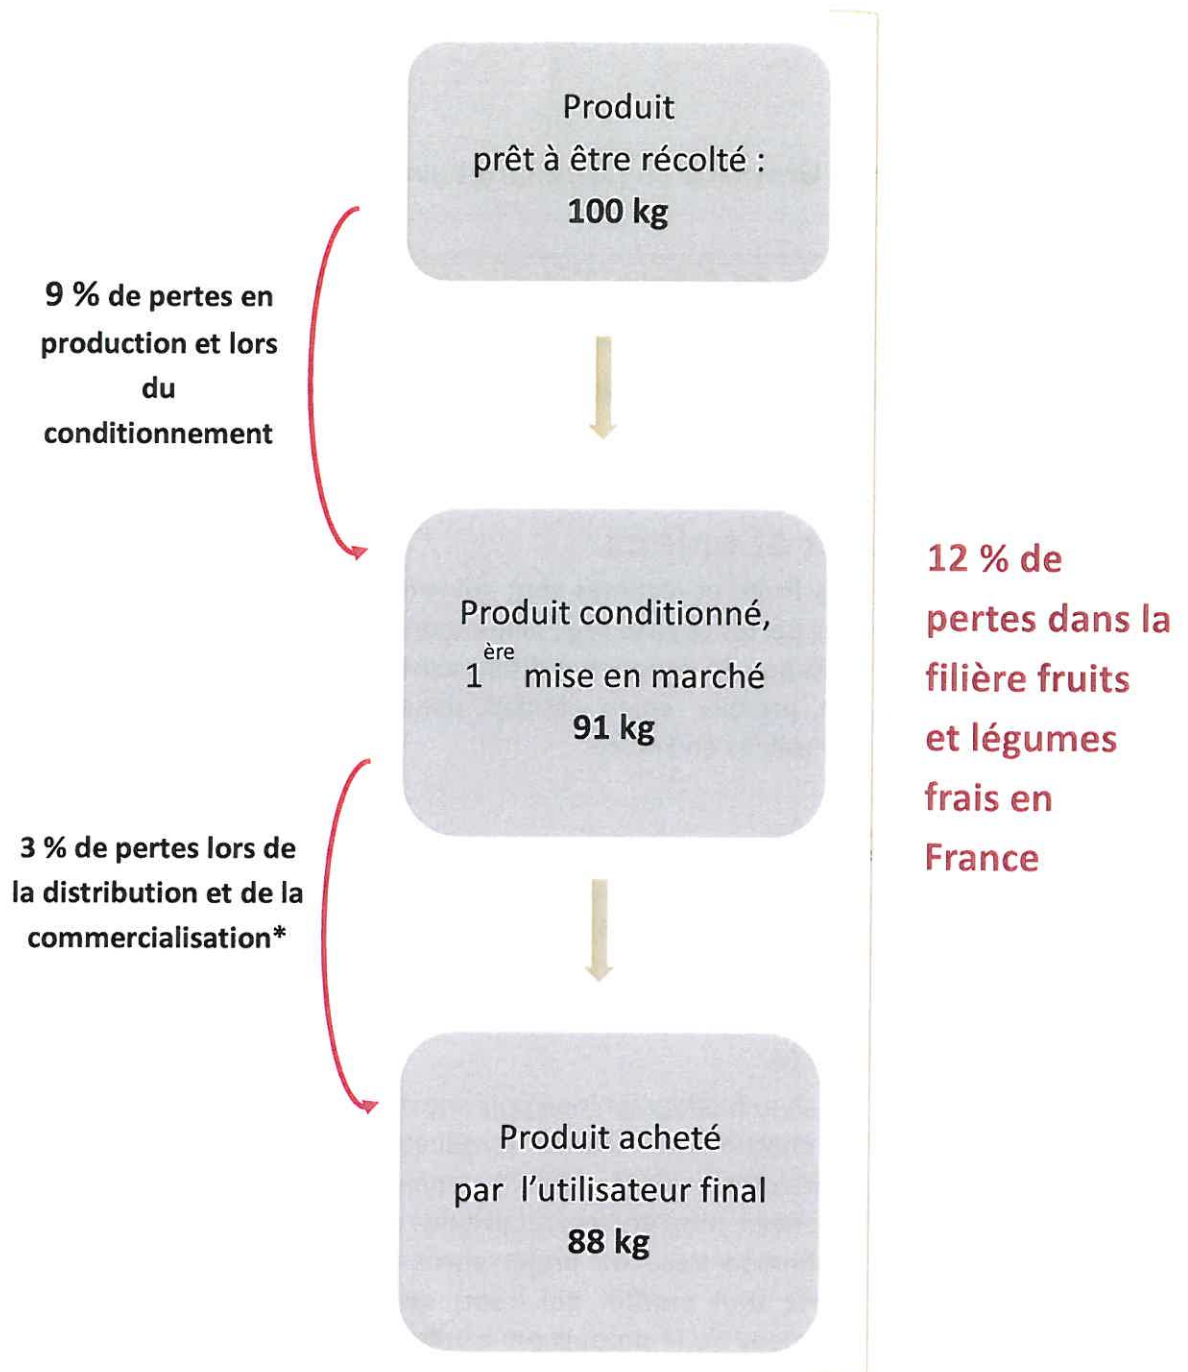 Produit
prêt à être récolté :
100 kg
9 % de pertes en
production et lors
du
conditionnement
Produit conditionné,
1ère mise en marché
91 kg
12 % de
pertes dans la
filière fruits
et légumes
frais en
France
3 % de pertes lors de
la distribution et de la
commercialisation*
Produit acheté
par l'utilisateur final
88 kg